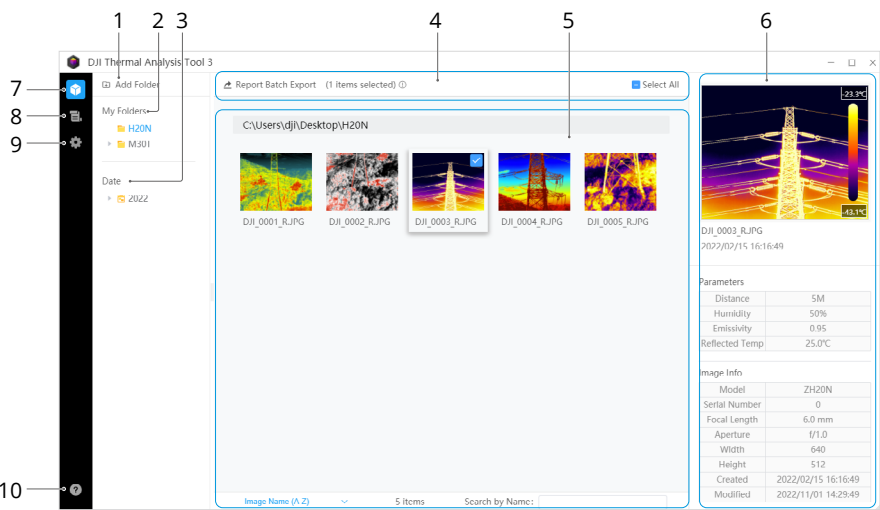 1 2 3 4 5 6
DJI Thermal Analysis Tool 3
7
8
9
10
Add Folder
My Folders
H20N
M30T
Date
2022
Report Batch Export (1 items selected)
Select All
C:\Users\dji\Desktop\H20N
DJI_0001_R.JPG DJI_0002_R.JPG DJI_0003_R.JPG DJI_0004_R.JPG DJI_0005_R.JPG
Image Name (A-Z) 5 items Search by Name:
-23.3℃
-43.1℃
DJI_0003_R.JPG
2022/02/15 16:16:49
Parameters
Distance 5M
Humidity 50%
Emissivity 0.95
Reflected Temp 25.0℃
Image Info
Model ZH20N
Serial Number 0
Focal Length 6.0 mm
Aperture f/1.0
Width 640
Height 512
Created 2022/02/15 16:16:49
Modified 2022/11/01 14:29:49